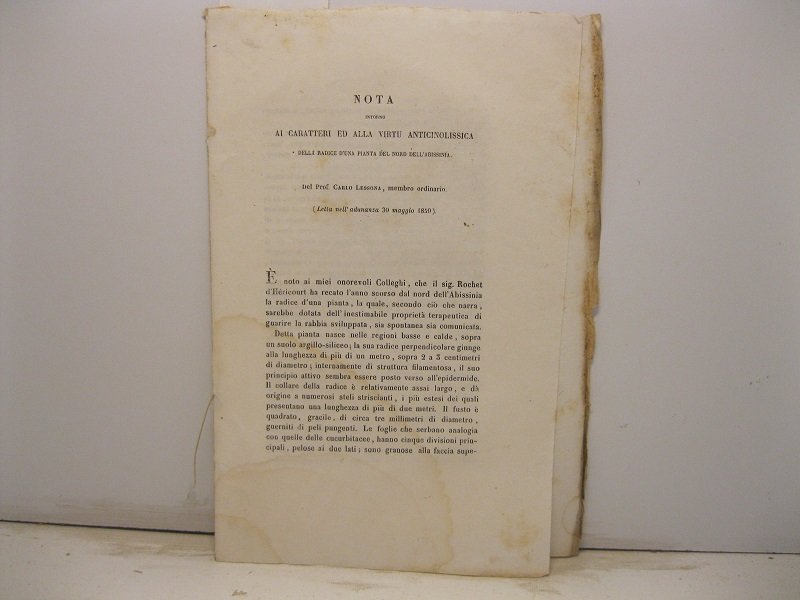 NOTA
INTORNO
AI CARATTERI ED ALLA VIRTU ANTICINOLISSICA
DELLA RADICE D'UNA PIANTA DEL NORD DELL'ABISSINIA.
Del Prof. CARLO LESSONA, membro ordinario
(Letta nell'adunanza 30 maggio 1850).
È noto ai miei onorevoli Colleghi, che il sig. Rochet
d'Héricourt ha recato l'anno scorso dal nord dell'Abissinia
la radice d'una pianta, la quale, secondo ciò che narra,
sarebbe dotata dell'inestimabile proprietà terapeutica di
guarire la rabbia sviluppata, sia spontanea sia comunicata.
Detta pianta nasce nelle regioni basse e calde, sopra
un suolo argillo-siliceo; la sua radice perpendicolare giunge
alla lunghezza di più di un metro, sopra 2 a 3 centimetri
di diametro; internamente di struttura filamentosa, il suo
principio attivo sembra essere posto verso all'epidermide.
Il collare della radice è relativamente assai largo, e dà
origine a numerosi steli striscianti, i più estesi dei quali
presentano una lunghezza di più di due metri. Il fusto è
quadrato, gracile, di circa tre millimetri di diametro,
guerniti di peli pungenti. Le foglie che serbano analogia
con quelle delle cucurbitacee, hanno cinque divisioni prin-
cipali, pelose ai due lati; sono granose alla faccia supe-